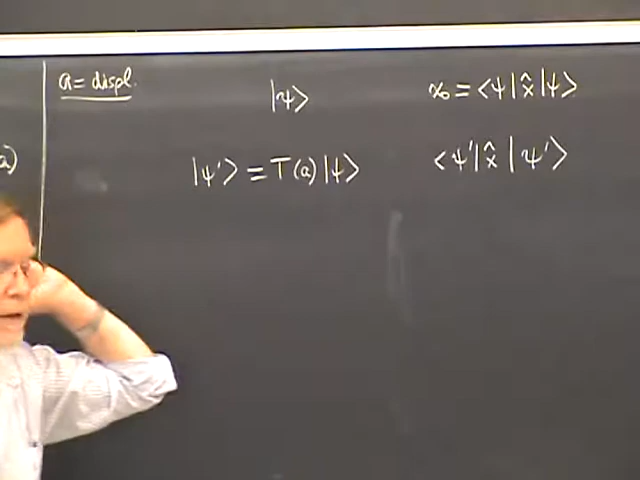 a = displ.
|ψ⟩
x₀ = ⟨ψ|x̂|ψ⟩
a)
|ψ'⟩ = T(a)|ψ⟩
⟨ψ'|x̂|ψ'⟩